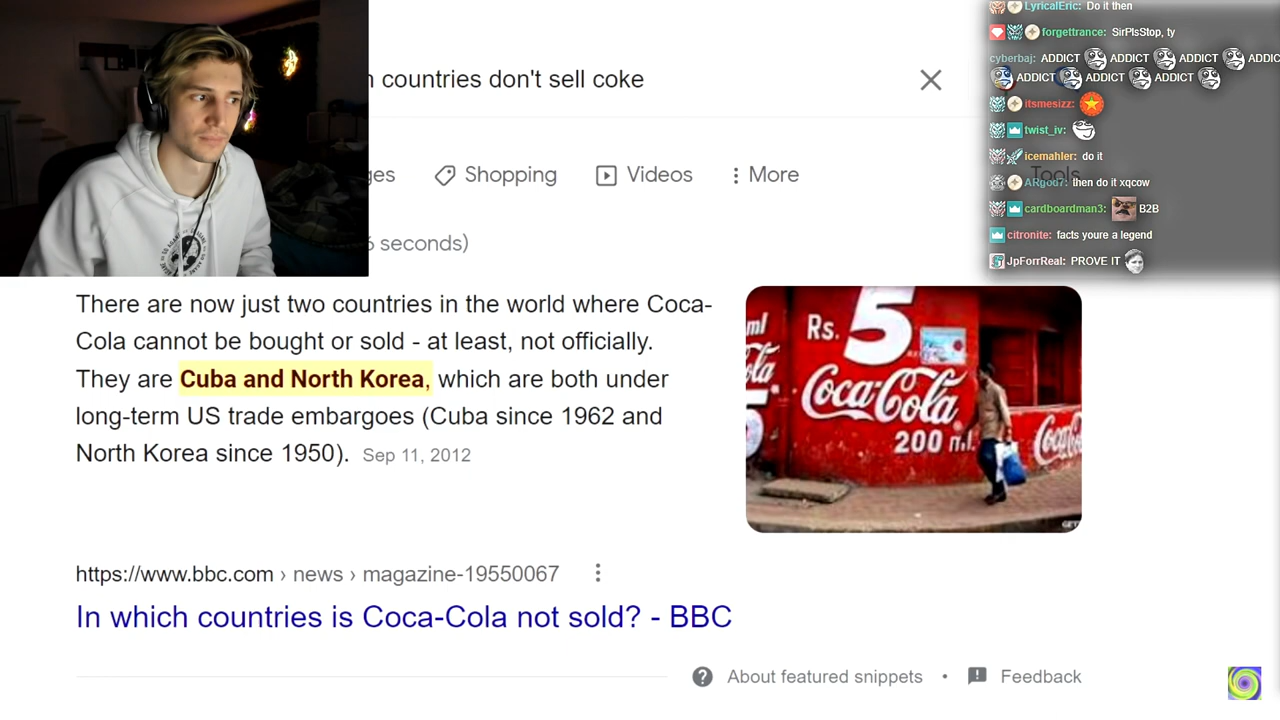 n countries don't sell coke
ges
Shopping
Videos
More
Tools
6 seconds)
There are now just two countries in the world where Coca-
Cola cannot be bought or sold - at least, not officially.
They are Cuba and North Korea, which are both under
long-term US trade embargoes (Cuba since 1962 and
North Korea since 1950). Sep 11, 2012
Rs. 5
Coca-Cola
200 ml.
ml
https://www.bbc.com › news › magazine-19550067
In which countries is Coca-Cola not sold? - BBC
About featured snippets • Feedback
LyricalEric: Do it then
forgettrance: SirPlsStop, ty
cyberbaj: ADDICT ADDICT ADDICT ADDIC
ADDICT ADDICT ADDICT
itsmesizz:
twist_iv:
icemahler: do it
ARgod7: then do it xqcow
cardboardman3: B2B
citronite: facts youre a legend
JpForrReal: PROVE IT